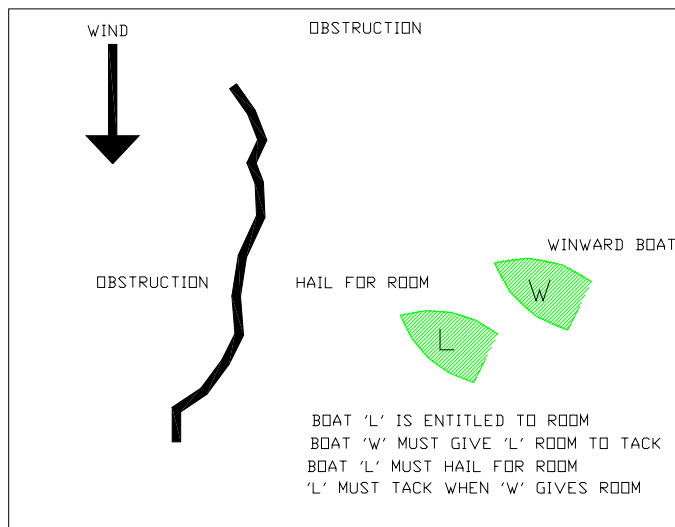 WIND
OBSTRUCTION
WINWARD BOAT
OBSTRUCTION
HAIL FOR ROOM
W
L
BOAT 'L' IS ENTITLED TO ROOM
BOAT 'W' MUST GIVE 'L' ROOM TO TACK
BOAT 'L' MUST HAIL FOR ROOM
'L' MUST TACK WHEN 'W' GIVES ROOM